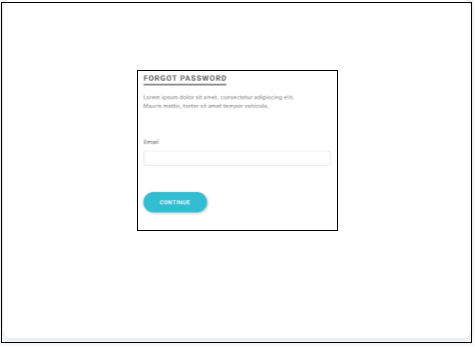 FORGOT PASSWORD
Lorem ipsum dolor sit amet, consectetur adipiscing elit.
Mauris mattis, tortor sit amet tempor vehicula.
Email
CONTINUE